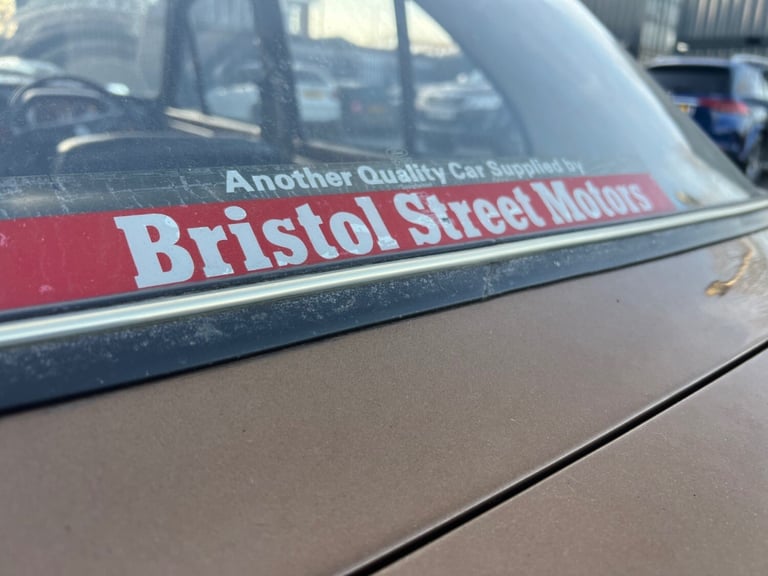 Another Quality Car Supplied by
Bristol Street Motors